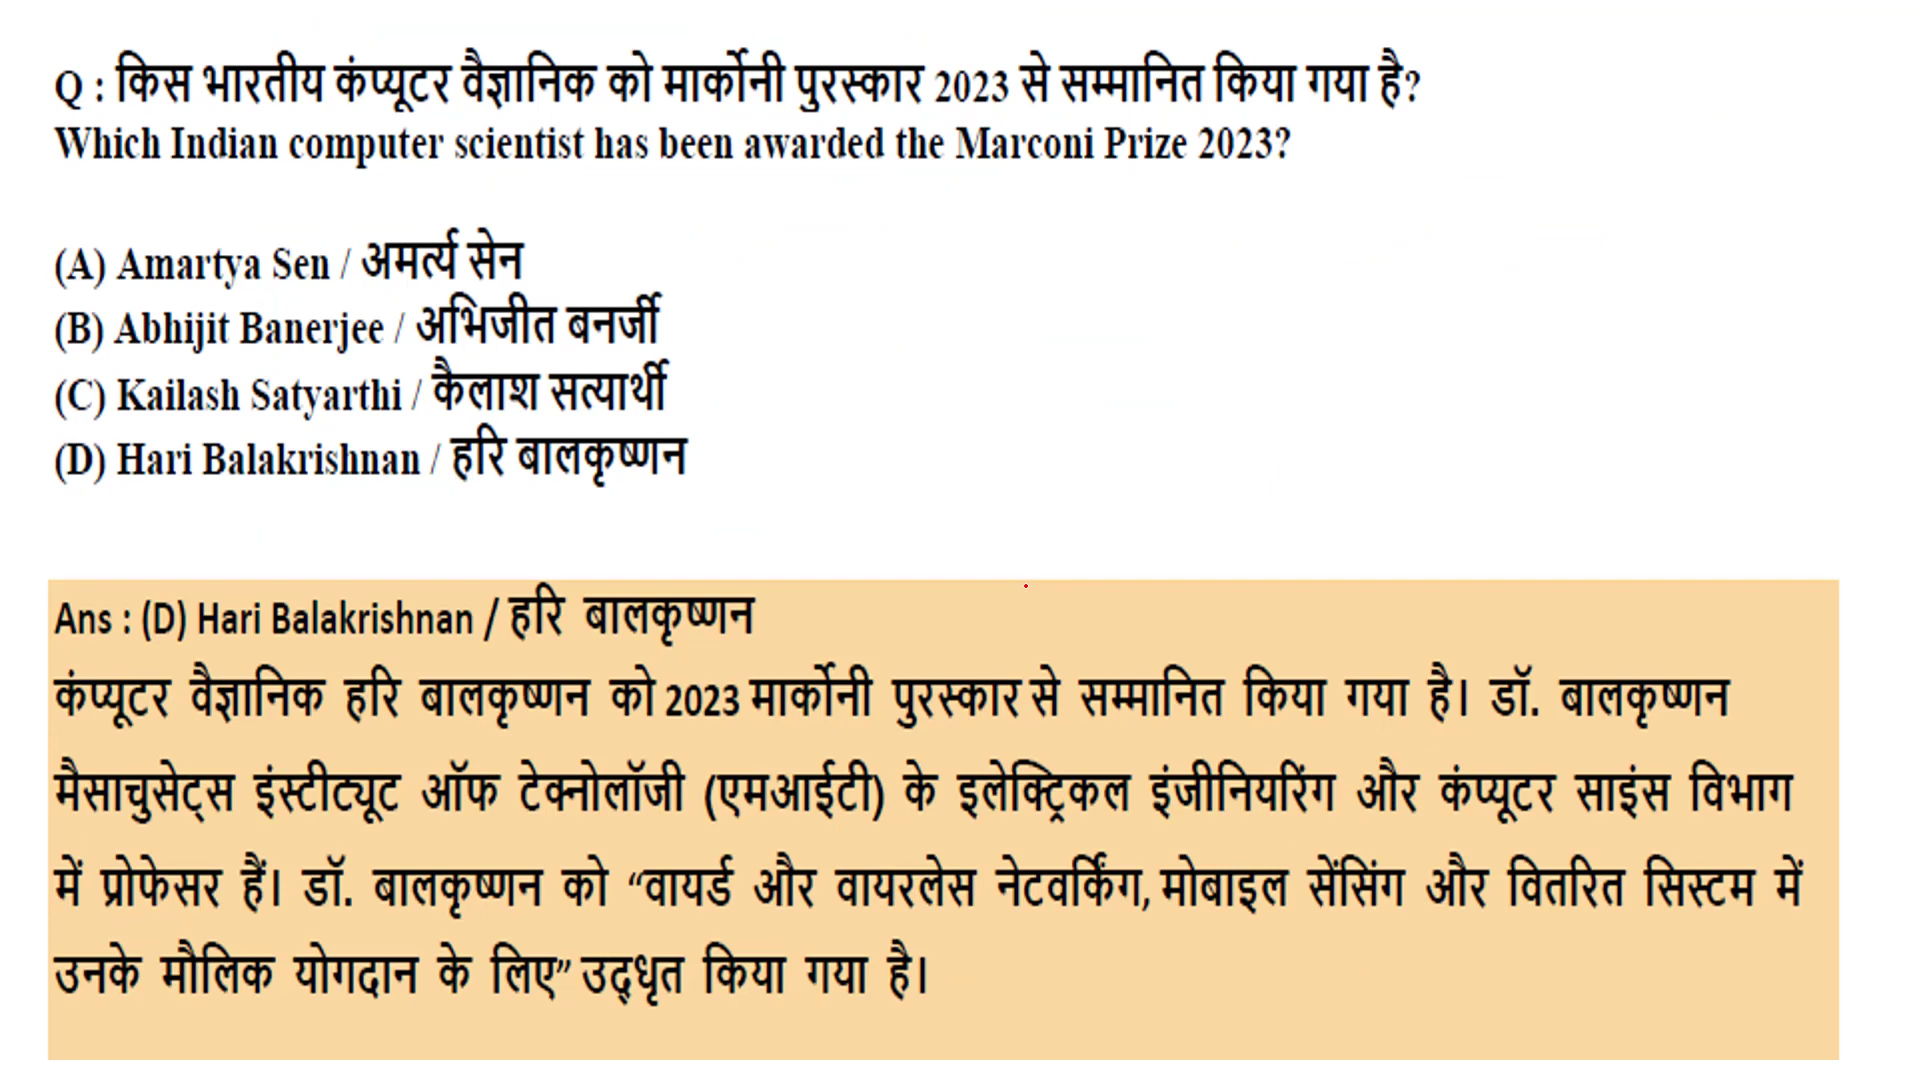 Q : किस भारतीय कंप्यूटर वैज्ञानिक को मार्कोनी पुरस्कार 2023 से सम्मानित किया गया है?
Which Indian computer scientist has been awarded the Marconi Prize 2023?
(A) Amartya Sen / अमर्त्य सेन
(B) Abhijit Banerjee / अभिजीत बनर्जी
(C) Kailash Satyarthi / कैलाश सत्यार्थी
(D) Hari Balakrishnan / हरि बालकृष्णन
Ans : (D) Hari Balakrishnan / हरि बालकृष्णन
कंप्यूटर वैज्ञानिक हरि बालकृष्णन को 2023 मार्कोनी पुरस्कार से सम्मानित किया गया है। डॉ. बालकृष्णन
मैसाचुसेट्स इंस्टीट्यूट ऑफ टेक्नोलॉजी (एमआईटी) के इलेक्ट्रिकल इंजीनियरिंग और कंप्यूटर साइंस विभाग
में प्रोफेसर हैं। डॉ. बालकृष्णन को “वायर्ड और वायरलेस नेटवर्किंग, मोबाइल सेंसिंग और वितरित सिस्टम में
उनके मौलिक योगदान के लिए” उद्धृत किया गया है।